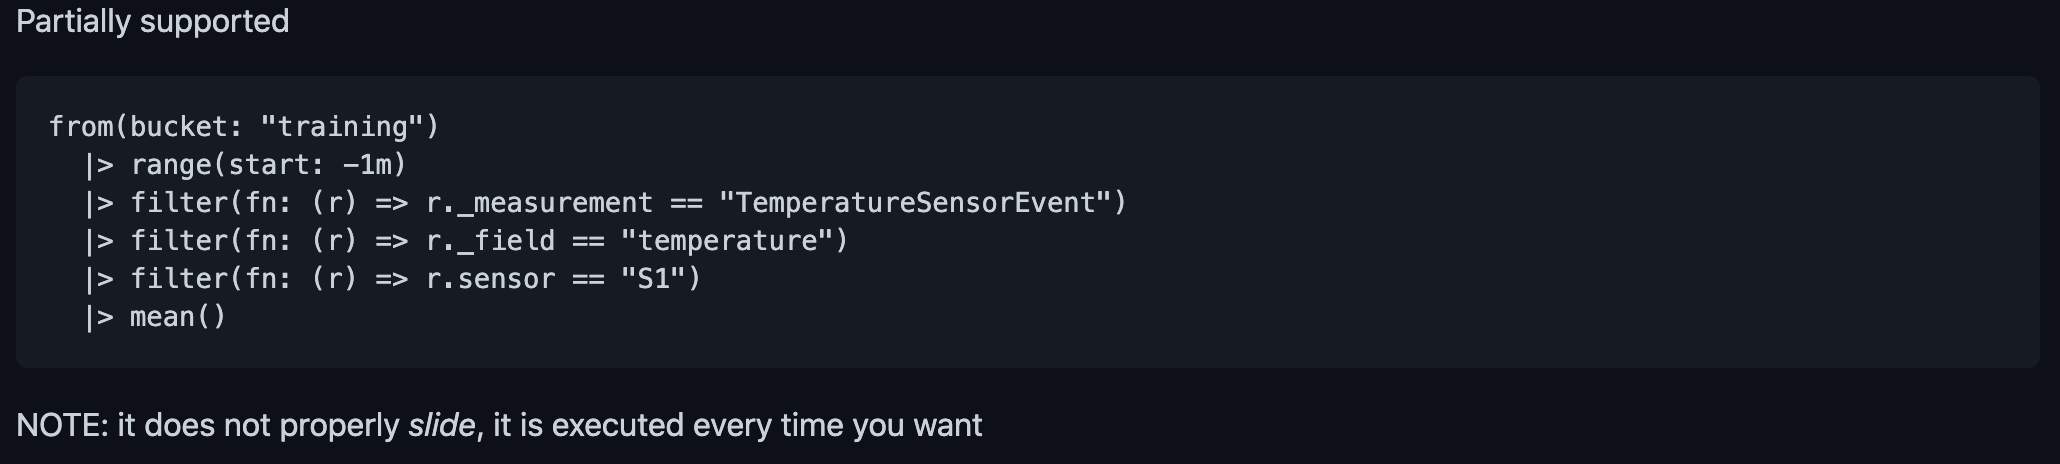 Partially supported
from(bucket: "training")
  |> range(start: -1m)
  |> filter(fn: (r) => r._measurement == "TemperatureSensorEvent")
  |> filter(fn: (r) => r._field == "temperature")
  |> filter(fn: (r) => r.sensor == "S1")
  |> mean()
NOTE: it does not properly slide, it is executed every time you want